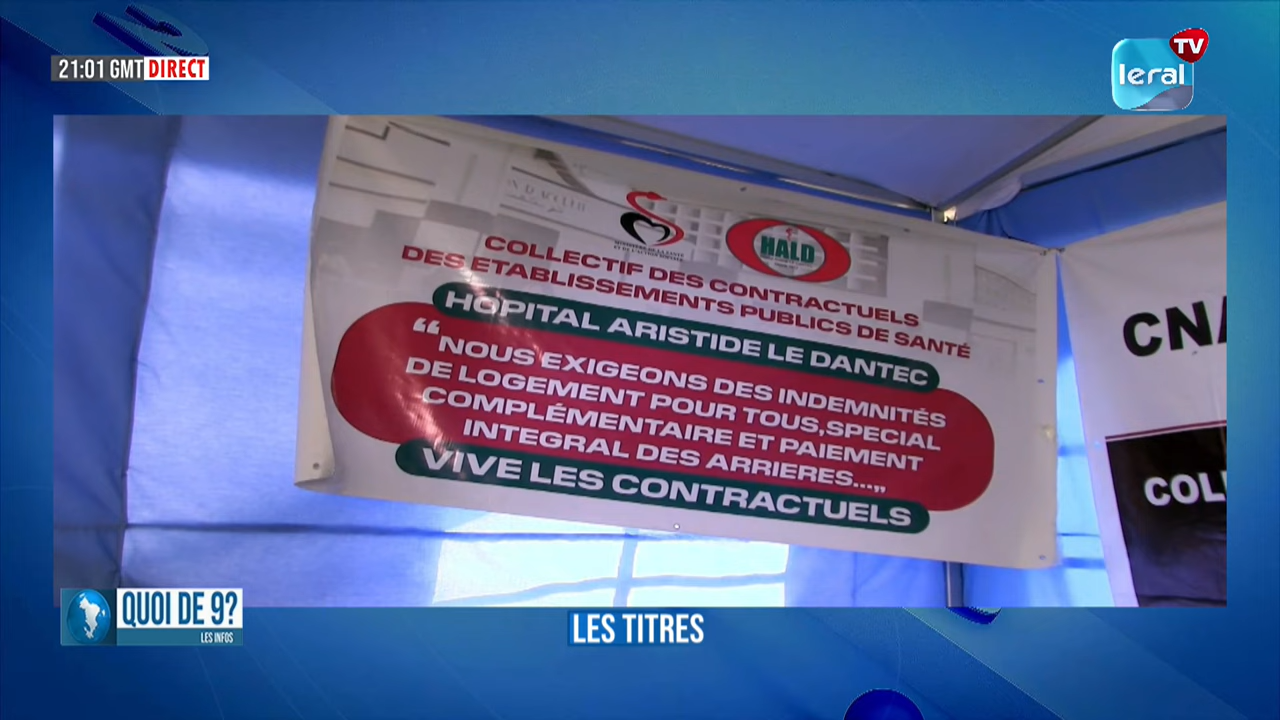 21:01 GMT DIRECT
leral TV
HALD
COLLECTIF DES CONTRACTUELS
DES ETABLISSEMENTS PUBLICS DE SANTÉ
HOPITAL ARISTIDE LE DANTEC
“NOUS EXIGEONS DES INDEMNITÉS
DE LOGEMENT POUR TOUS,SPECIAL
COMPLÉMENTAIRE ET PAIEMENT
INTEGRAL DES ARRIERES...„
VIVE LES CONTRACTUELS
CNA
COLL
QUOI DE 9?
LES INFOS
LES TITRES